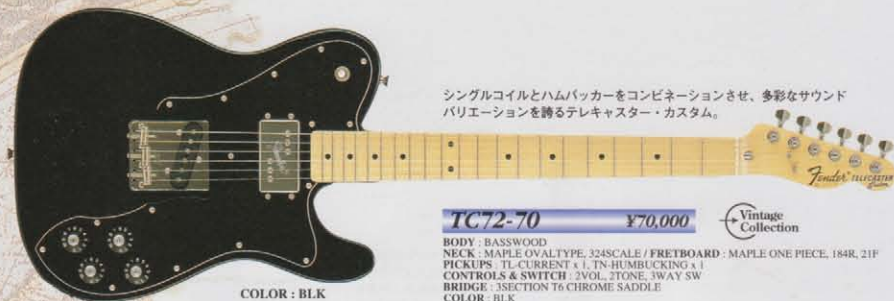 シングルコイルとハムバッカーをコンビネーションさせ、多彩なサウンド
バリエーションを誇るテレキャスター・カスタム。
Fender TELECASTER
TC72-70 ¥70,000
Vintage
Collection
BODY : BASSWOOD
NECK : MAPLE OVALTYPE, 324SCALE / FRETBOARD : MAPLE ONE PIECE, 184R, 21F
PICKUPS : TL-CURRENT x 1, TN-HUMBUCKING x 1
CONTROLS & SWITCH : 2VOL, 2TONE, 3WAY SW
BRIDGE : 3SECTION T6 CHROME SADDLE
COLOR : BLK
COLOR : BLK